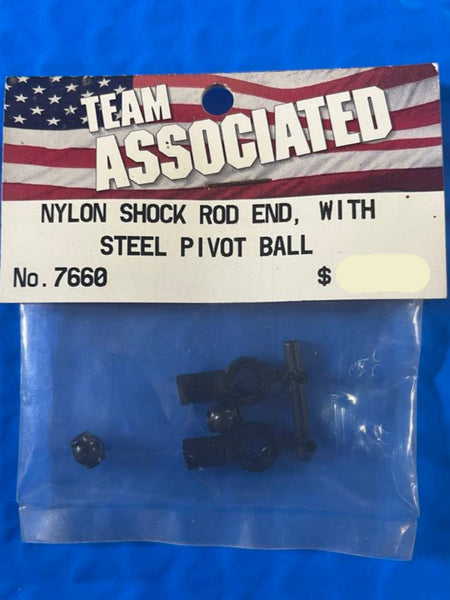 TEAM
ASSOCIATED
NYLON SHOCK ROD END, WITH
STEEL PIVOT BALL
No. 7660 $